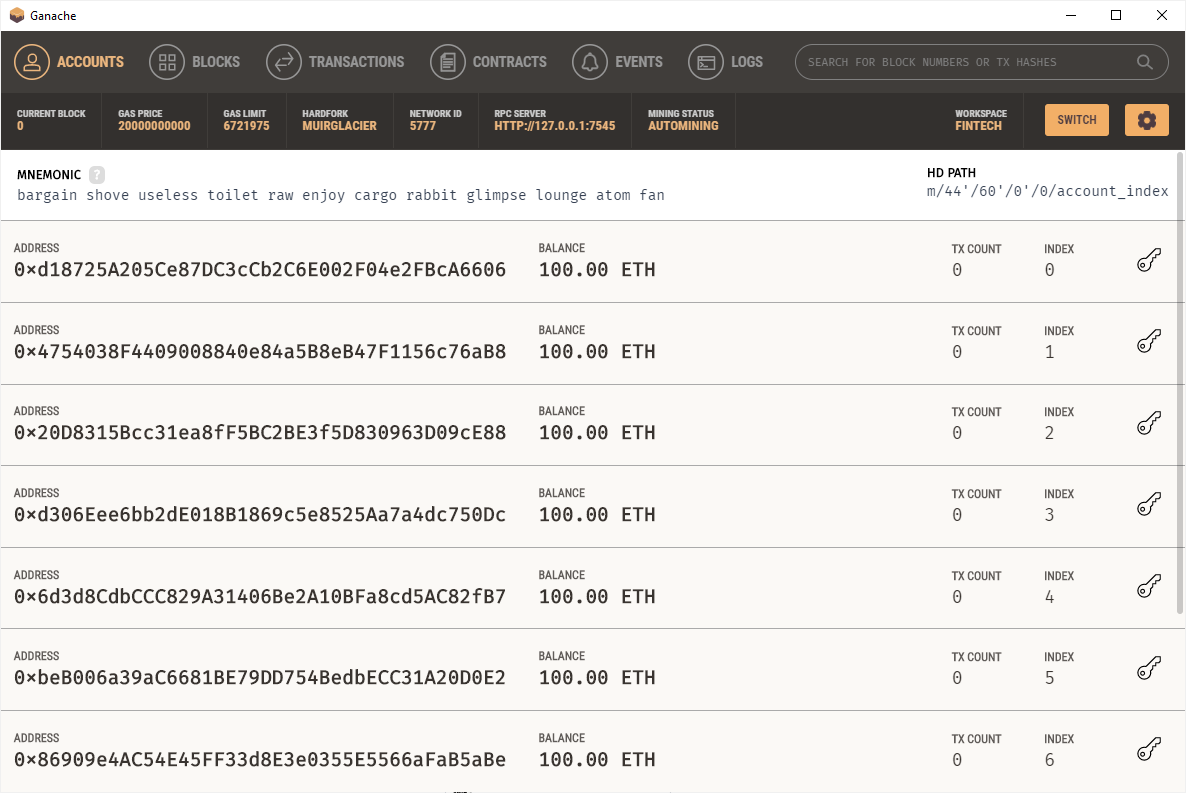 Ganache
ACCOUNTS BLOCKS TRANSACTIONS CONTRACTS EVENTS LOGS SEARCH FOR BLOCK NUMBERS OR TX HASHES
CURRENT BLOCK GAS PRICE GAS LIMIT HARDFORK NETWORK ID RPC SERVER MINING STATUS WORKSPACE SWITCH
0 20000000000 6721975 MUIRGLACIER 5777 HTTP://127.0.0.1:7545 AUTOMINING FINTECH
MNEMONIC ? HD PATH
bargain shove useless toilet raw enjoy cargo rabbit glimpse lounge atom fan m/44'/60'/0'/0/account_index
ADDRESS BALANCE TX COUNT INDEX
0×d18725A205Ce87DC3cCb2C6E002F04e2FBcA6606 100.00 ETH 0 0
ADDRESS BALANCE TX COUNT INDEX
0×4754038F4409008840e84a5B8eB47F1156c76aB8 100.00 ETH 0 1
ADDRESS BALANCE TX COUNT INDEX
0×20D8315Bcc31ea8fF5BC2BE3f5D830963D09cE88 100.00 ETH 0 2
ADDRESS BALANCE TX COUNT INDEX
0×d306Eee6bb2dE018B1869c5e8525Aa7a4dc750Dc 100.00 ETH 0 3
ADDRESS BALANCE TX COUNT INDEX
0×6d3d8CdbCCC829A31406Be2A10BFa8cd5AC82fB7 100.00 ETH 0 4
ADDRESS BALANCE TX COUNT INDEX
0×beB006a39aC6681BE79DD754BedbECC31A20D0E2 100.00 ETH 0 5
ADDRESS BALANCE TX COUNT INDEX
0×86909e4AC54E45FF33d8E3e0355E5566aFaB5aBe 100.00 ETH 0 6